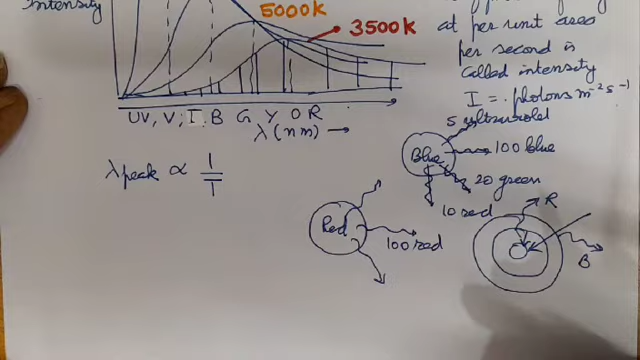 Intensity
5000k
3500K
UV, V, I, B G Y O R
λ(nm) →
λpeak ∝ 1/T
at per unit area
per second is
called intensity
I = . photons m⁻² s⁻¹
5 ultraviolet
Blue
100 blue
20 green
10 red
Red
100 red
R
B